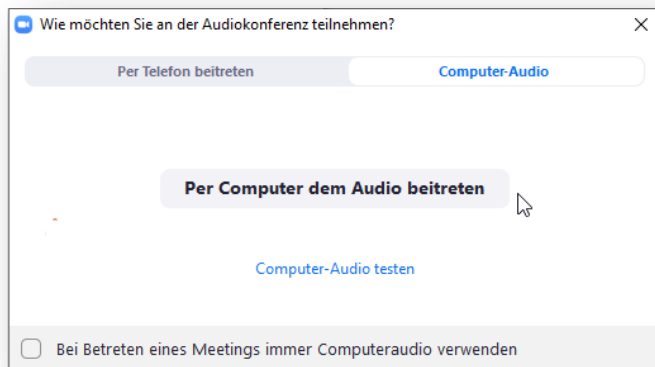 Wie möchten Sie an der Audiokonferenz teilnehmen?
Per Telefon beitreten
Computer-Audio
Per Computer dem Audio beitreten
Computer-Audio testen
Bei Betreten eines Meetings immer Computeraudio verwenden